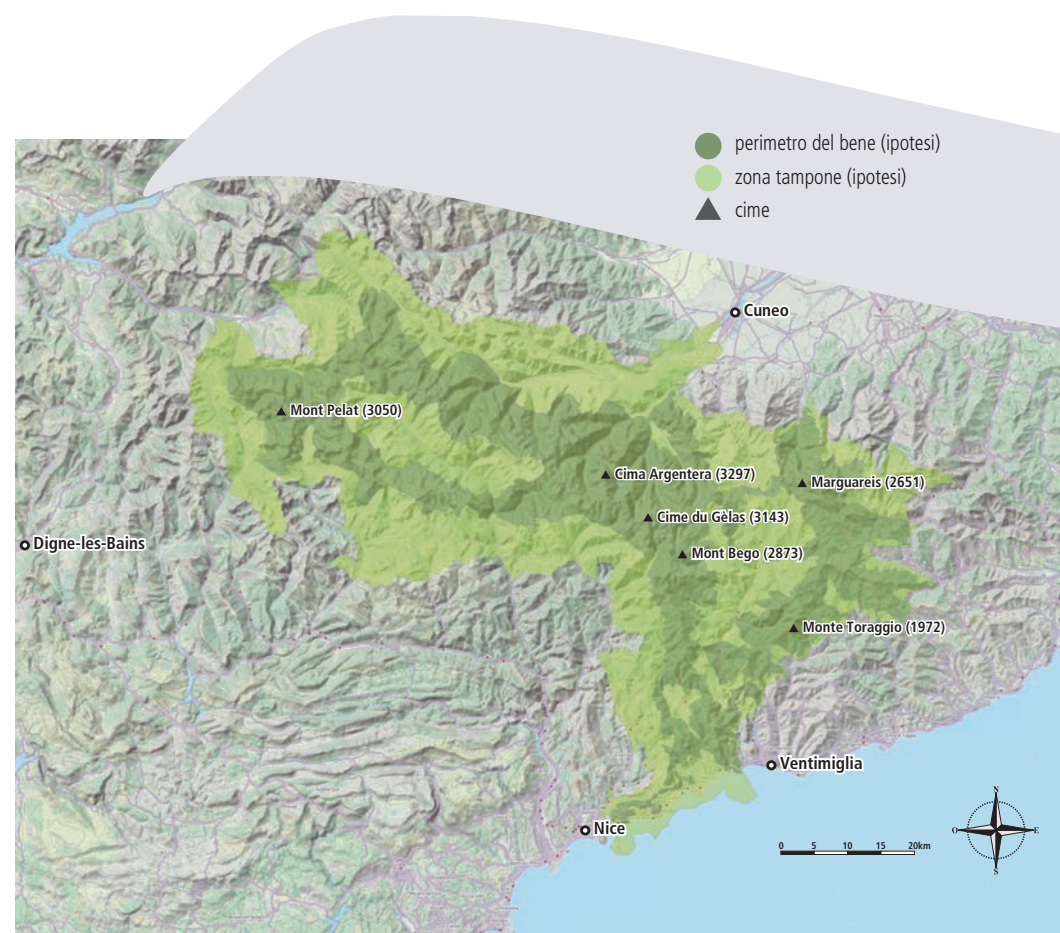 perimetro del bene (ipotesi)
zona tampone (ipotesi)
cime
Cuneo
Mont Pelat (3050)
Cima Argentera (3297)
Marguareis (2651)
Cime du Gèlas (3143)
Digne-les-Bains
Mont Bego (2873)
Monte Toraggio (1972)
Ventimiglia
Nice
N
O
E
S
0 5 10 15 20km